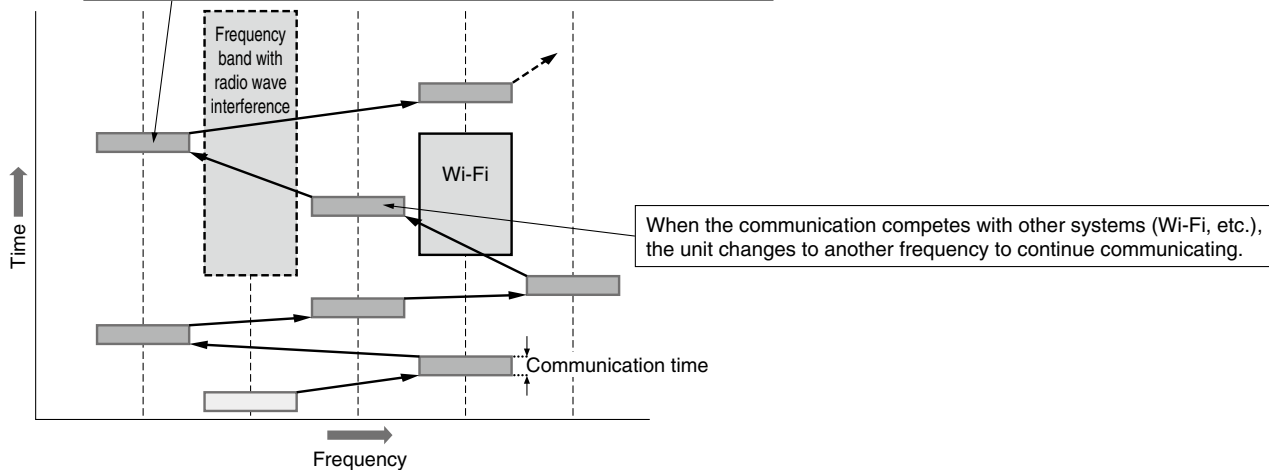 Frequency
band with
radio wave
interference
Wi-Fi
When the communication competes with other systems (Wi-Fi, etc.),
the unit changes to another frequency to continue communicating.
Communication time
Time
Frequency